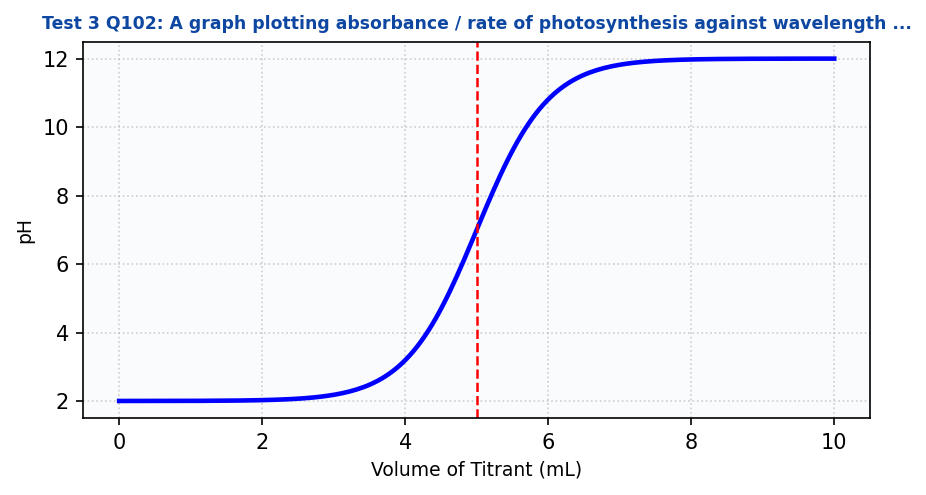 Test 3 Q102: A graph plotting absorbance / rate of photosynthesis against wavelength ...
12
10
8
6
4
2
pH
0 2 4 6 8 10
Volume of Titrant (mL)